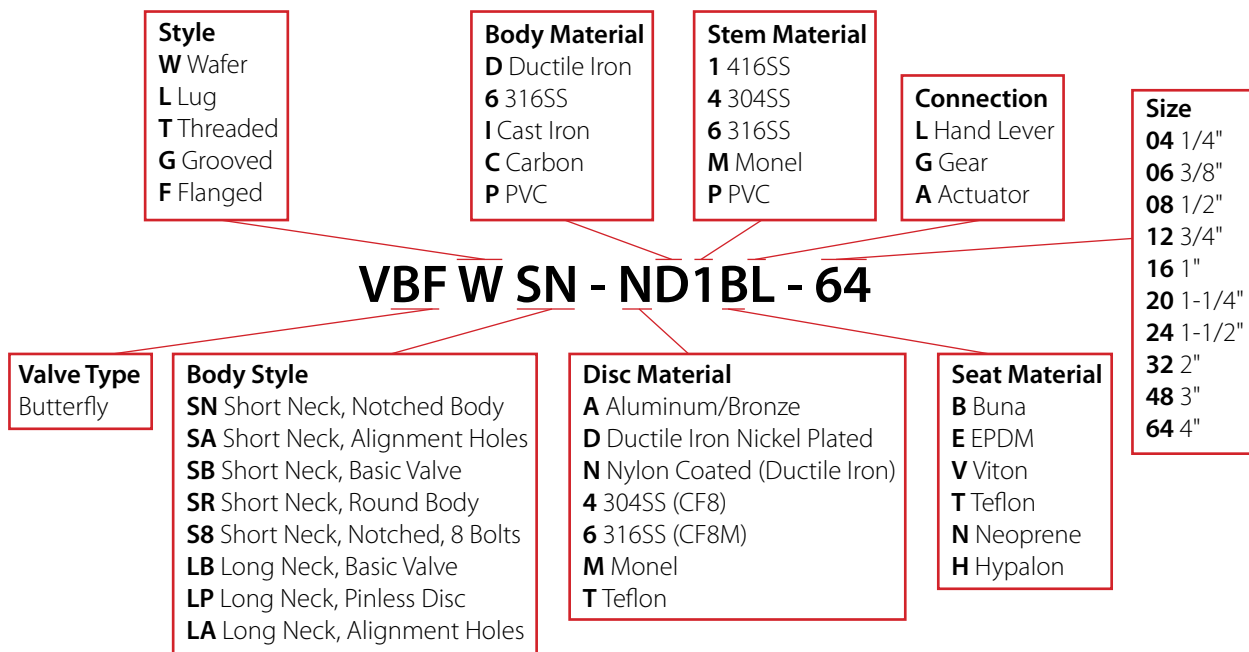 Style
W Wafer
L Lug
T Threaded
G Grooved
F Flanged
Body Material
D Ductile Iron
6 316SS
I Cast Iron
C Carbon
P PVC
Stem Material
1 416SS
4 304SS
6 316SS
M Monel
P PVC
Connection
L Hand Lever
G Gear
A Actuator
Size
04 1/4"
06 3/8"
08 1/2"
12 3/4"
16 1"
20 1-1/4"
24 1-1/2"
32 2"
48 3"
64 4"
VBF W SN - ND1BL - 64
Valve Type
Butterfly
Body Style
SN Short Neck, Notched Body
SA Short Neck, Alignment Holes
SB Short Neck, Basic Valve
SR Short Neck, Round Body
S8 Short Neck, Notched, 8 Bolts
LB Long Neck, Basic Valve
LP Long Neck, Pinless Disc
LA Long Neck, Alignment Holes
Disc Material
A Aluminum/Bronze
D Ductile Iron Nickel Plated
N Nylon Coated (Ductile Iron)
4 304SS (CF8)
6 316SS (CF8M)
M Monel
T Teflon
Seat Material
B Buna
E EPDM
V Viton
T Teflon
N Neoprene
H Hypalon